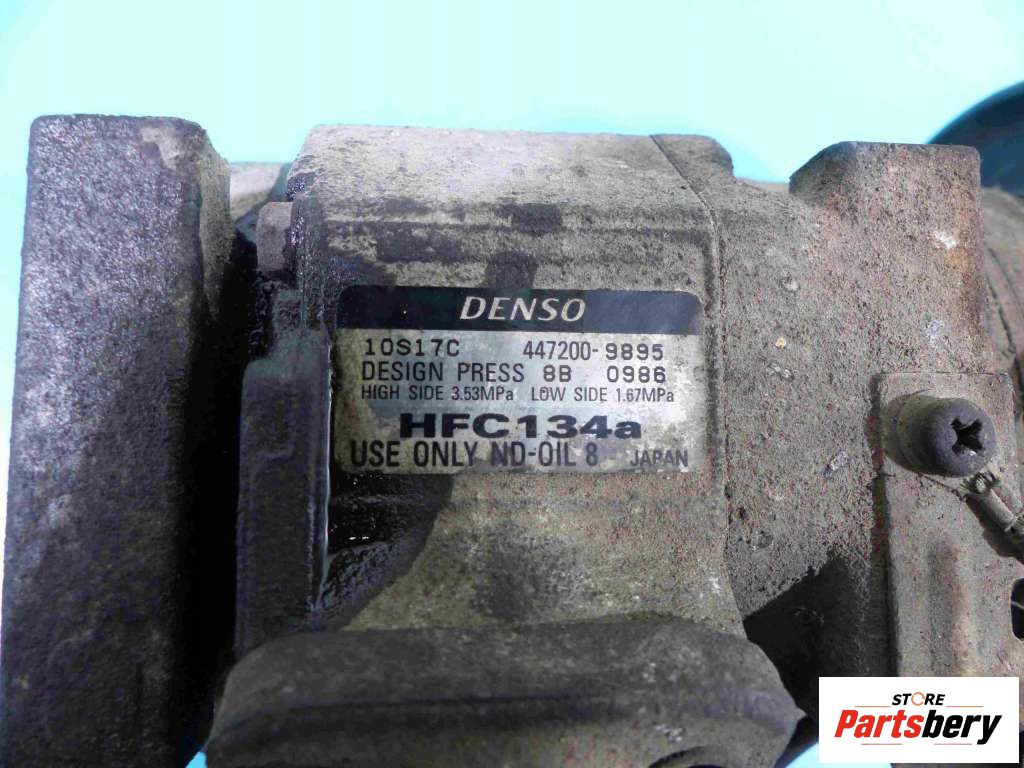 DENSO
10S17C 447200-9895
DESIGN PRESS 8B 0986
HIGH SIDE 3.53MPa LOW SIDE 1.67MPa
HFC134a
USE ONLY ND-OIL 8 JAPAN
STORE
Partsbery